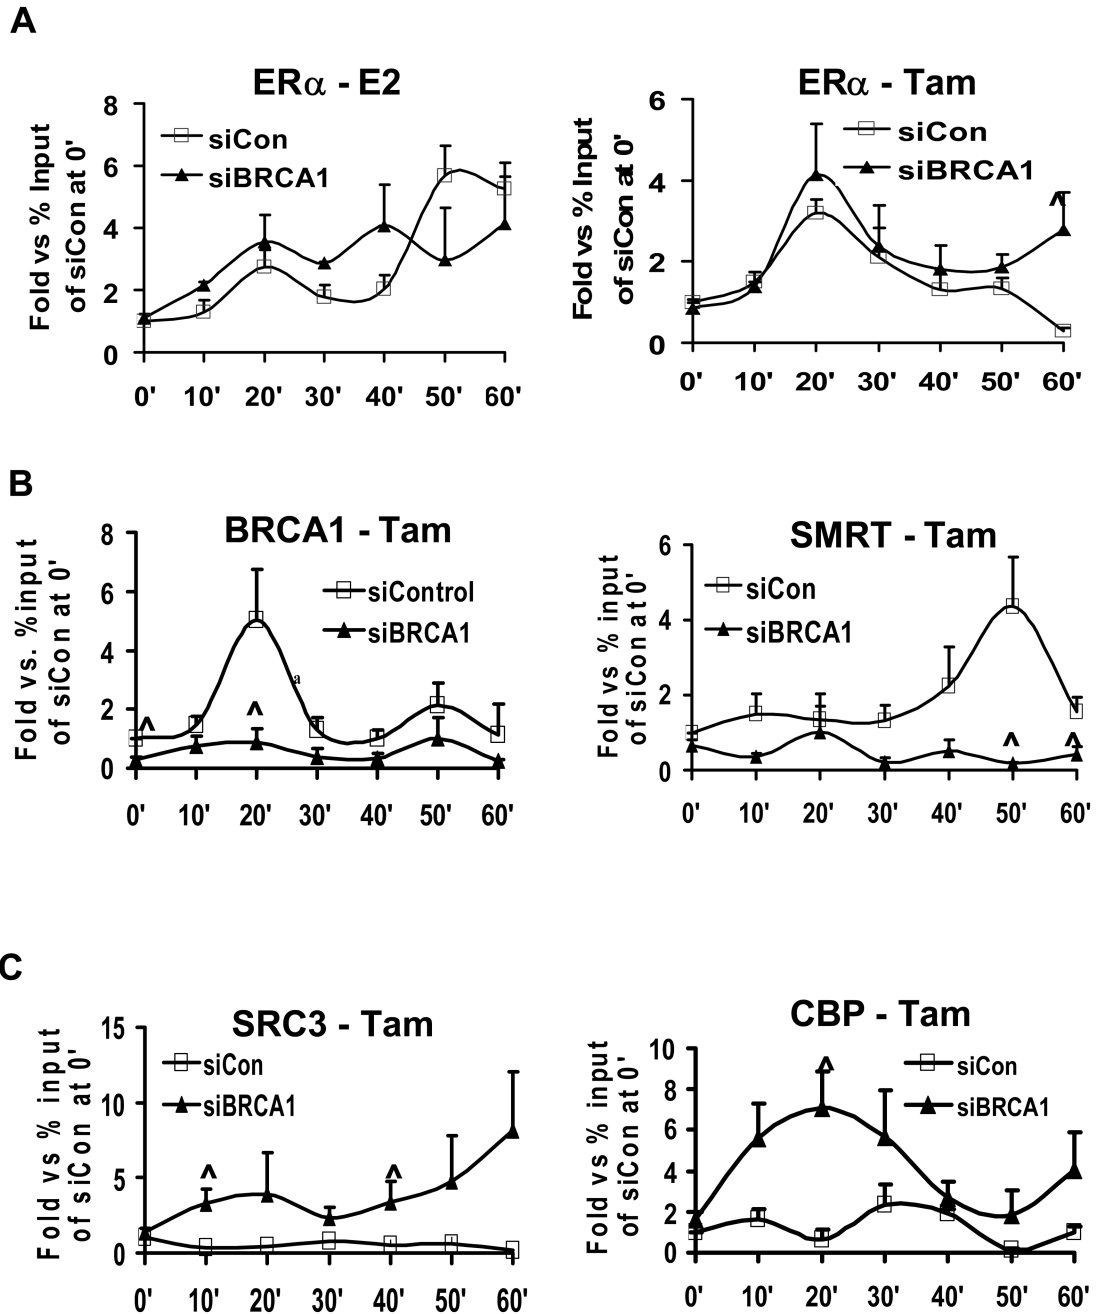 A
ERα - E2
8
6
4
2
0
Fold vs % Input
of siCon at 0'
siCon
siBRCA1
0' 10' 20' 30' 40' 50' 60'
ERα - Tam
6
4
2
0
Fold vs % Input
of siCon at 0'
siCon
siBRCA1
^
0' 10' 20' 30' 40' 50' 60'
B
BRCA1 - Tam
8
6
4
2
0
Fold vs. %input
of siCon at 0'
siControl
siBRCA1
a
^ ^
0' 10' 20' 30' 40' 50' 60'
SMRT - Tam
6
4
2
0
Fold vs % input
of siCon at 0'
siCon
siBRCA1
^ ^
0' 10' 20' 30' 40' 50' 60'
C
SRC3 - Tam
15
10
5
0
Fold vs % input
of siCon at 0'
siCon
siBRCA1
^ ^
0' 10' 20' 30' 40' 50' 60'
CBP - Tam
10
8
6
4
2
0
Fold vs % input
of siCon at 0'
^
siCon
siBRCA1
0' 10' 20' 30' 40' 50' 60'